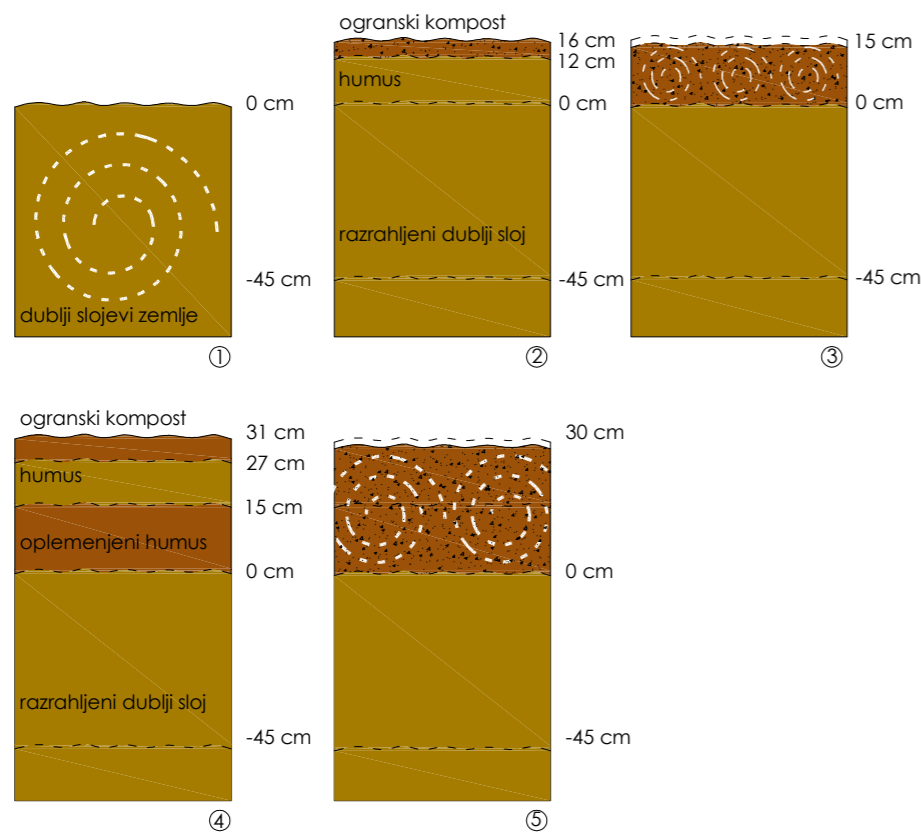 0 cm
-45 cm
dublji slojevi zemlje
①
ogranski kompost
16 cm
12 cm
humus
0 cm
razrahljeni dublji sloj
-45 cm
②
15 cm
0 cm
-45 cm
③
ogranski kompost
31 cm
27 cm
humus
15 cm
oplemenjeni humus
0 cm
razrahljeni dublji sloj
-45 cm
④
30 cm
0 cm
-45 cm
⑤